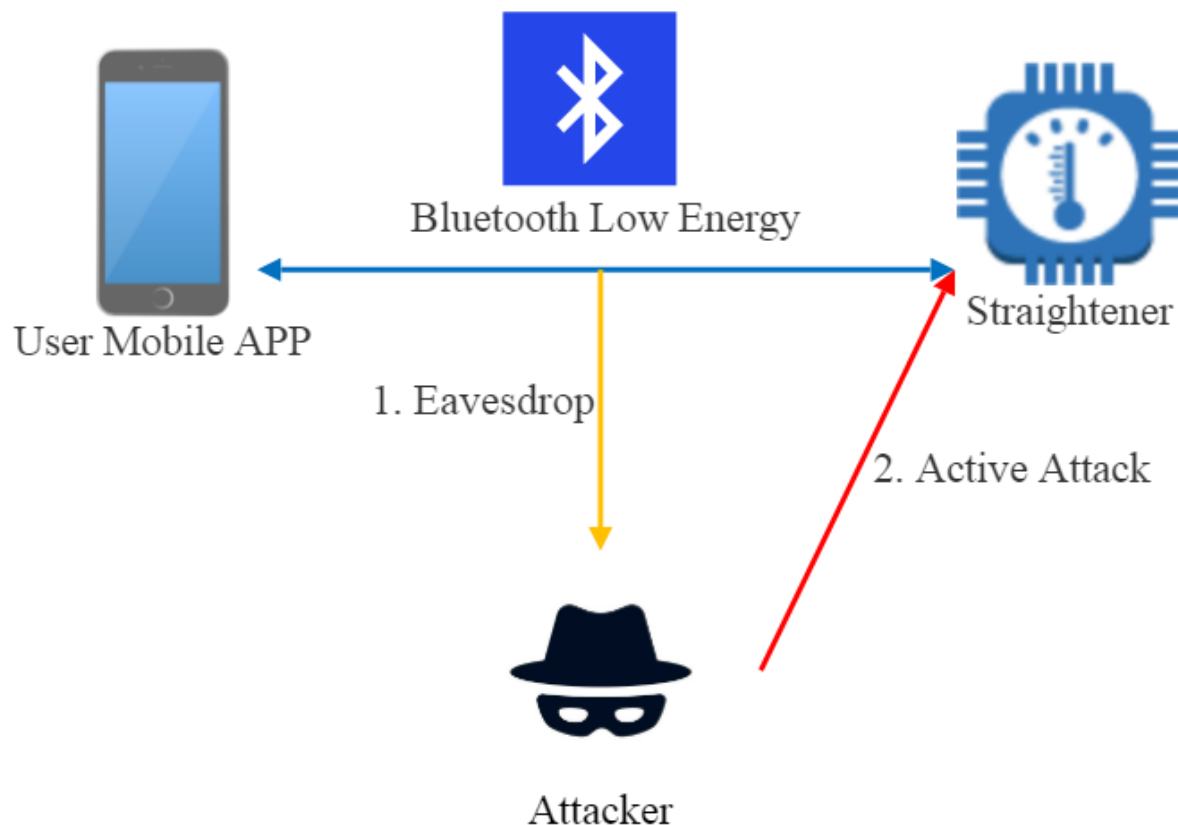 Bluetooth Low Energy
Straightener
User Mobile APP
1. Eavesdrop
2. Active Attack
Attacker